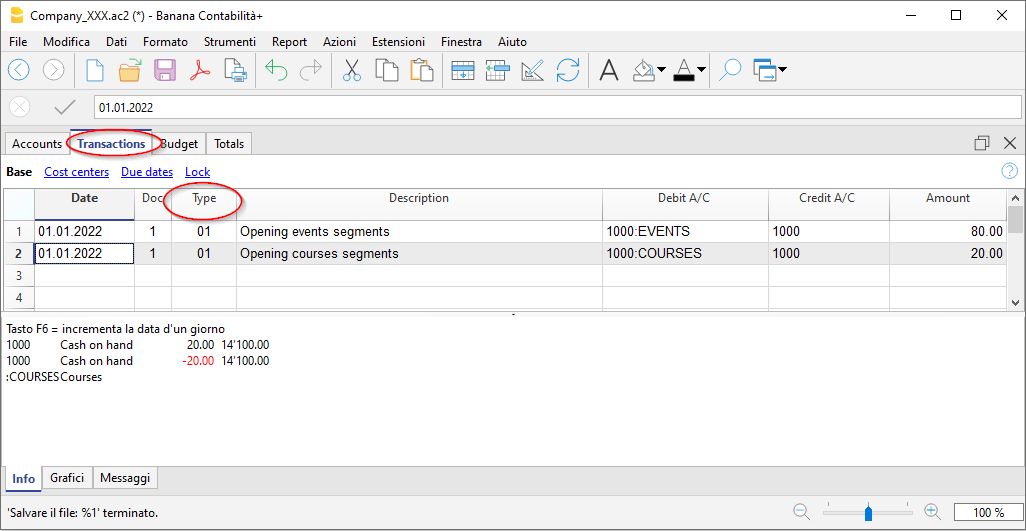 Company_XXX.ac2 (*) - Banana Contabilità+
File Modifica Dati Formato Strumenti Report Azioni Estensioni Finestra Aiuto
01.01.2022
Accounts Transactions Budget Totals
Base Cost centers Due dates Lock
Date Doc Type Description Debit A/C Credit A/C Amount
1 01.01.2022 1 01 Opening events segments 1000:EVENTS 1000 80.00
2 01.01.2022 1 01 Opening courses segments 1000:COURSES 1000 20.00
3
4
Tasto F6 = incrementa la data d'un giorno
1000 Cash on hand 20.00 14'100.00
1000 Cash on hand -20.00 14'100.00
:COURSES Courses
Info Grafici Messaggi
'Salvare il file: %1' terminato.
100 %